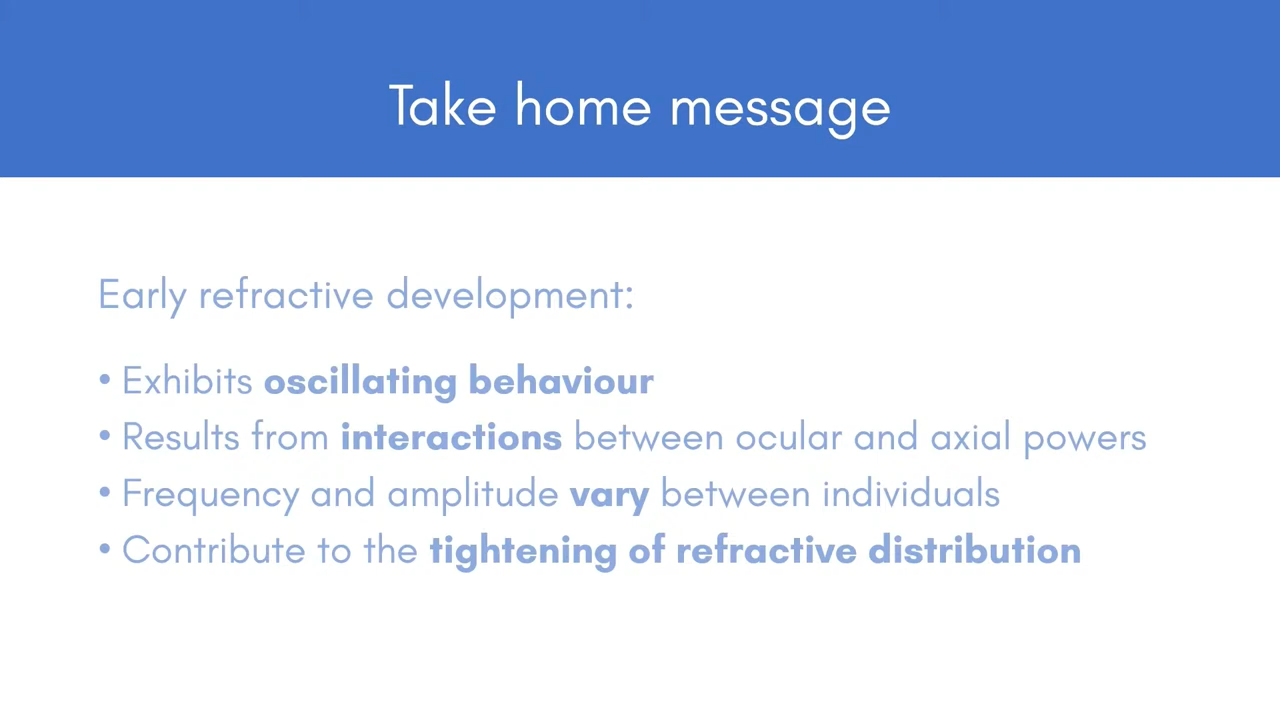 Take home message
Early refractive development:
• Exhibits oscillating behaviour
• Results from interactions between ocular and axial powers
• Frequency and amplitude vary between individuals
• Contribute to the tightening of refractive distribution